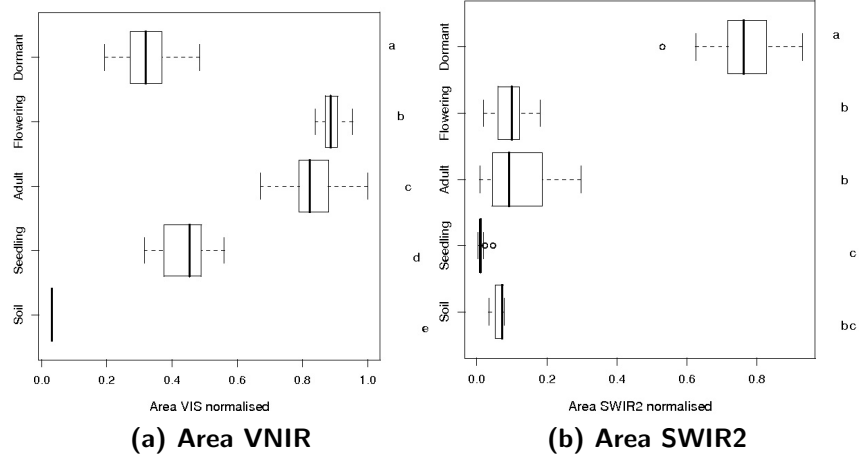 Dormant
Flowering
Adult
Seedling
Soil
a
b
c
d
e
0.0 0.2 0.4 0.6 0.8 1.0
Area VIS normalised
(a) Area VNIR
Dormant
Flowering
Adult
Seedling
Soil
a
b
b
c
bc
0.0 0.2 0.4 0.6 0.8
Area SWIR2 normalised
(b) Area SWIR2